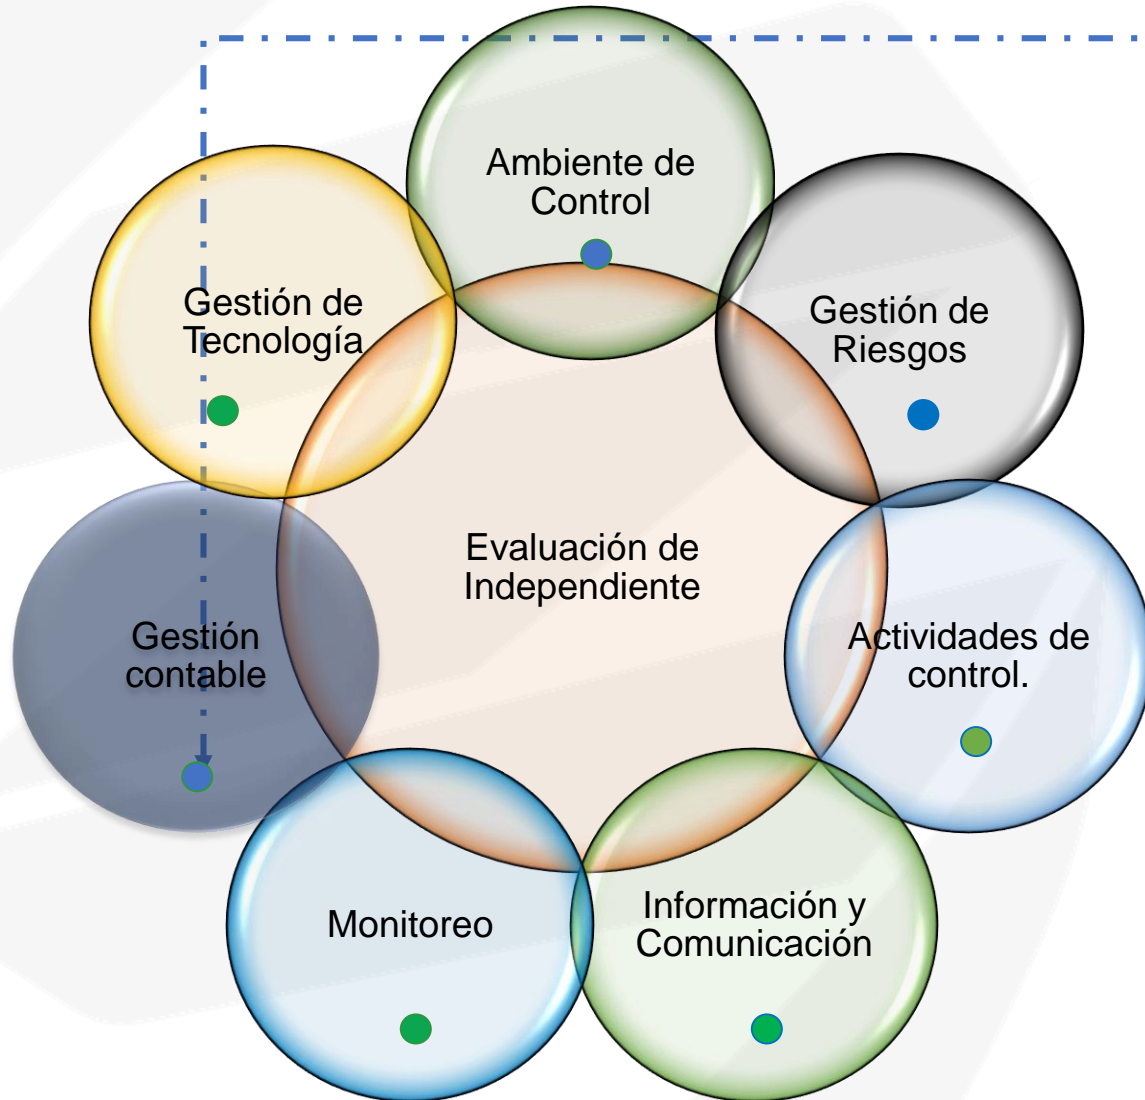 Ambiente de
Control
Gestión de
Riesgos
Actividades de
control.
Información y
Comunicación
Monitoreo
Gestión
contable
Gestión de
Tecnología
Evaluación de
Independiente